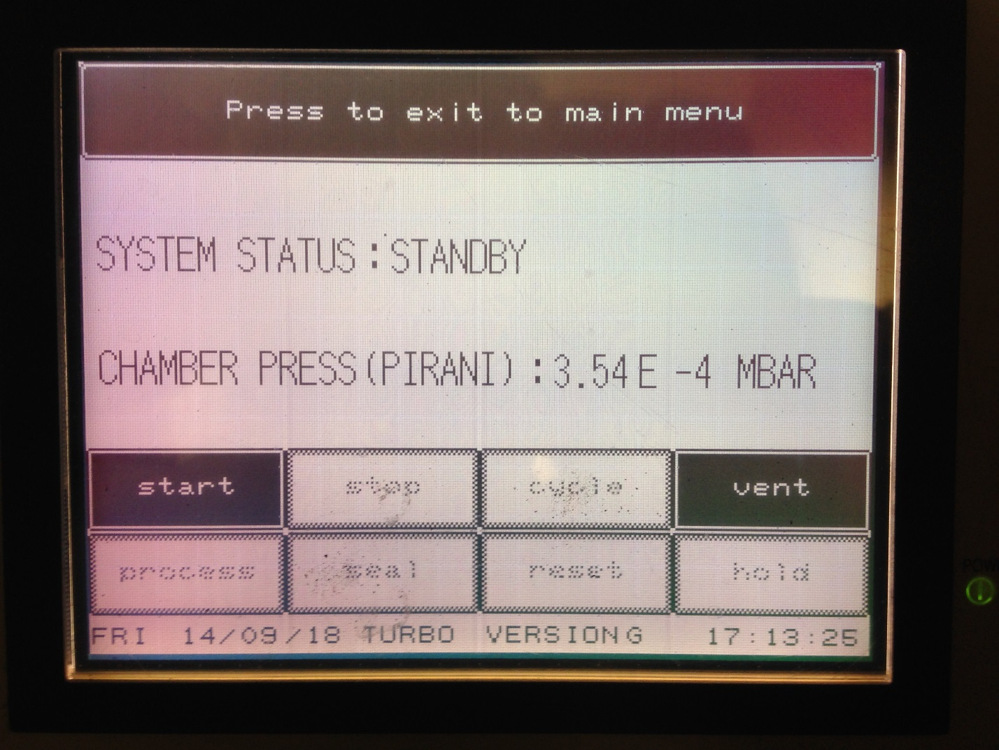 Press to exit to main menu
SYSTEM STATUS:STANDBY
CHAMBER PRESS(PIRANI):3.54E -4 MBAR
start stop cycle vent
process seal reset hold
FRI 14/09/18 TURBO VERSION G 17:13:25